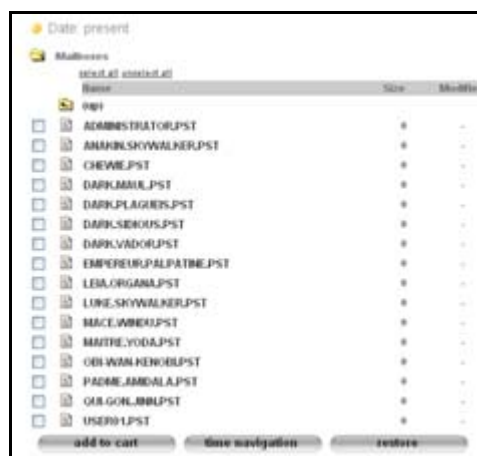 Date: present
Mailboxes
select all unselect all
Name Size Modifie
(up)
ADMINISTRATOR.PST
ANAKIN.SKYWALKER.PST
CHEWIE.PST
DARK.MAUL.PST
DARK.PLAGUEIS.PST
DARK.SIDIOUS.PST
DARK.VADOR.PST
EMPEREUR.PALPATINE.PST
LEIA.ORGANA.PST
LUKE.SKYWALKER.PST
MACE.WINDU.PST
MAITRE.YODA.PST
OBI-WAN-KENOBI.PST
PADME.AMIDALA.PST
QUI-GON.JINN.PST
USER01.PST
add to cart time navigation restore